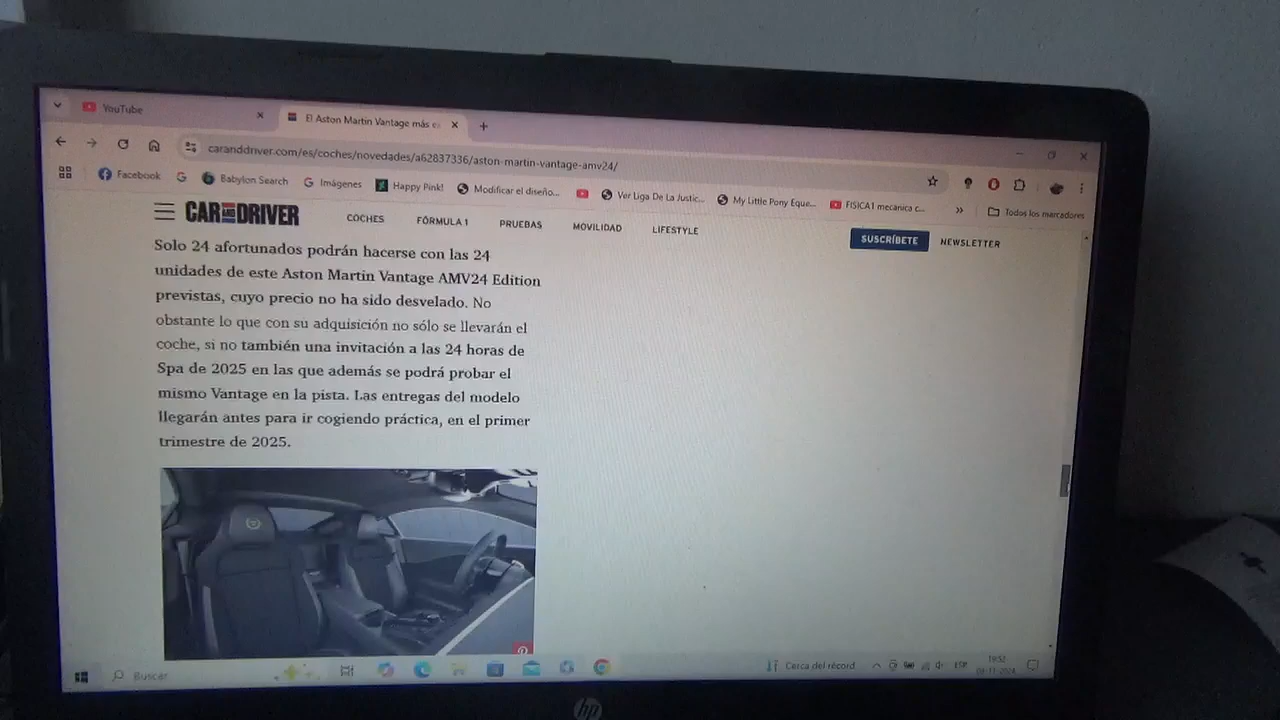 YouTube
El Aston Martin Vantage más e
caranddriver.com/es/coches/novedades/a62837336/aston-martin-vantage-amv24/
Facebook
Babylon Search
Imágenes
Happy Pink!
Modificar el diseño...
Ver Liga De La Justic...
My Little Pony Eque...
FISICA1 mecanica c...
Todos los marcadores
CAR AND DRIVER
COCHES
FÓRMULA 1
PRUEBAS
MOVILIDAD
LIFESTYLE
SUSCRÍBETE
NEWSLETTER
Solo 24 afortunados podrán hacerse con las 24
unidades de este Aston Martin Vantage AMV24 Edition
previstas, cuyo precio no ha sido desvelado. No
obstante lo que con su adquisición no sólo se llevarán el
coche, si no también una invitación a las 24 horas de
Spa de 2025 en las que además se podrá probar el
mismo Vantage en la pista. Las entregas del modelo
llegarán antes para ir cogiendo práctica, en el primer
trimestre de 2025.
Buscar
Cerca del récord
ESP
hp